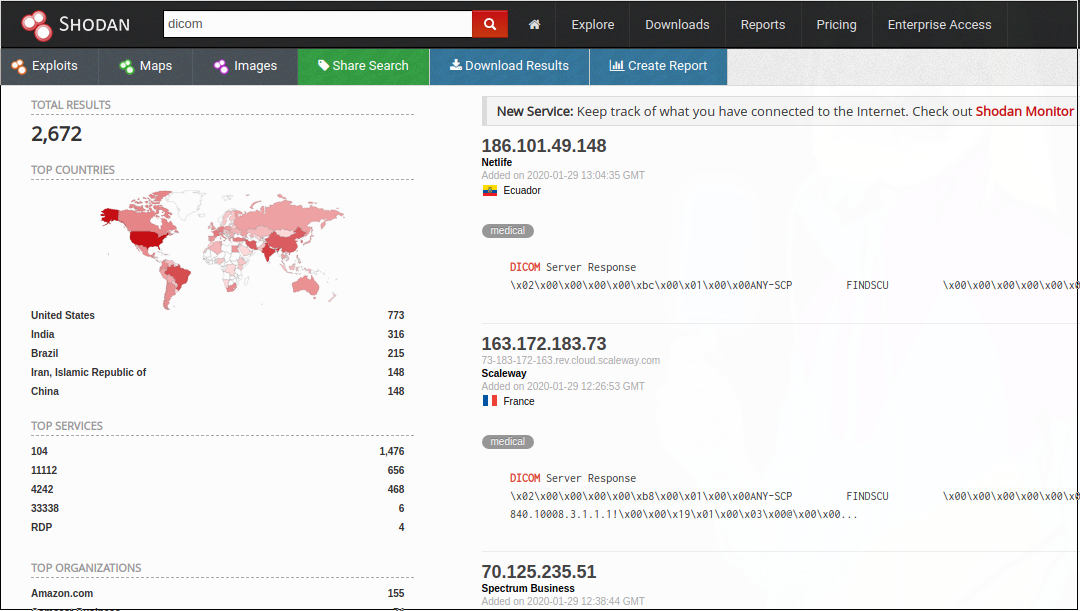 SHODAN
dicom
Explore
Downloads
Reports
Pricing
Enterprise Access
Exploits
Maps
Images
Share Search
Download Results
Create Report
TOTAL RESULTS
2,672
TOP COUNTRIES
United States 773
India 316
Brazil 215
Iran, Islamic Republic of 148
China 148
TOP SERVICES
104 1,476
11112 656
4242 468
33338 6
RDP 4
TOP ORGANIZATIONS
Amazon.com 155
New Service: Keep track of what you have connected to the Internet. Check out Shodan Monitor
186.101.49.148
Netlife
Added on 2020-01-29 13:04:35 GMT
Ecuador
medical
DICOM Server Response
\x02\x00\x00\x00\x00\xbc\x00\x01\x00\x00ANY-SCP FINDSCU \x00\x00\x00\x00\x00\x0
163.172.183.73
73-183-172-163.rev.cloud.scaleway.com
Scaleway
Added on 2020-01-29 12:26:53 GMT
France
medical
DICOM Server Response
\x02\x00\x00\x00\x00\xb8\x00\x01\x00\x00ANY-SCP FINDSCU \x00\x00\x00\x00\x00\x0
840.10008.3.1.1.1!\x00\x00\x19\x01\x00\x03\x00@\x00\x00...
70.125.235.51
Spectrum Business
Added on 2020-01-29 12:38:44 GMT